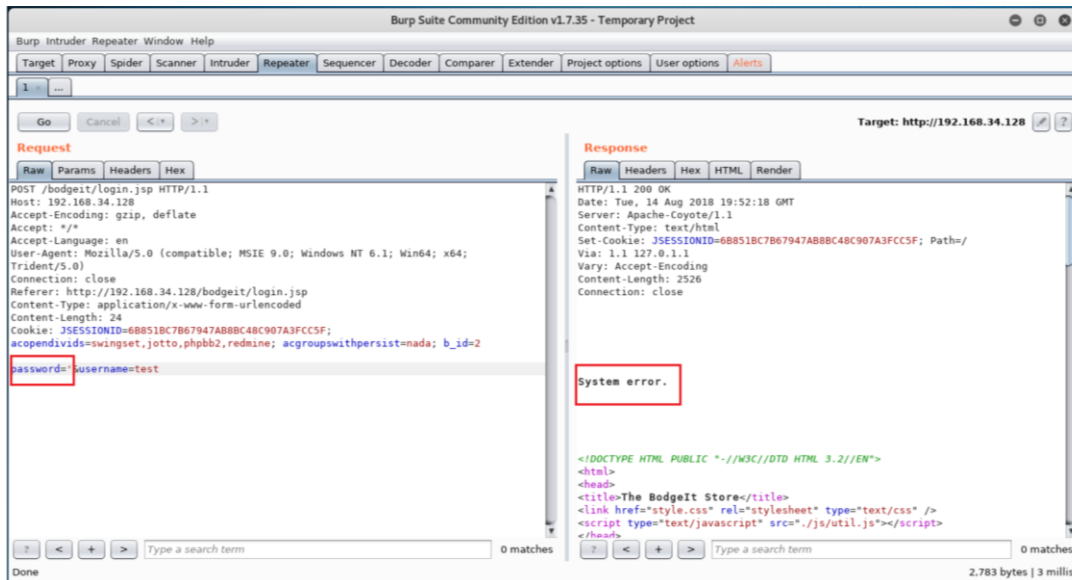 Burp Suite Community Edition v1.7.35 - Temporary Project
Burp Intruder Repeater Window Help
Target Proxy Spider Scanner Intruder Repeater Sequencer Decoder Comparer Extender Project options User options Alerts
1 × ...
Go Cancel < > Target: http://192.168.34.128 ?
Request Response
Raw Params Headers Hex
POST /bodgeit/login.jsp HTTP/1.1
Host: 192.168.34.128
Accept-Encoding: gzip, deflate
Accept: */*
Accept-Language: en
User-Agent: Mozilla/5.0 (compatible; MSIE 9.0; Windows NT 6.1; Win64; x64;
Trident/5.0)
Connection: close
Referer: http://192.168.34.128/bodgeit/login.jsp
Content-Type: application/x-www-form-urlencoded
Content-Length: 24
Cookie: JSESSIONID=6B851BC7B67947AB8BC48C907A3FCC5F;
acopendivids=swingset,jotto,phpbb2,redmine; acgroupswithpersist=nada; b_id=2
password='&username=test
Raw Headers Hex HTML Render
HTTP/1.1 200 OK
Date: Tue, 14 Aug 2018 19:52:18 GMT
Server: Apache-Coyote/1.1
Content-Type: text/html
Set-Cookie: JSESSIONID=6B851BC7B67947AB8BC48C907A3FCC5F; Path=/
Via: 1.1 127.0.1.1
Vary: Accept-Encoding
Content-Length: 2526
Connection: close
System error.
<!DOCTYPE HTML PUBLIC "-//W3C//DTD HTML 3.2//EN">
<html>
<head>
<title>The BodgeIt Store</title>
<link href="style.css" rel="stylesheet" type="text/css" />
<script type="text/javascript" src="./js/util.js"></script>
</head>
? < + > Type a search term 0 matches ? < + > Type a search term 0 matches
Done 2,783 bytes | 3 millis